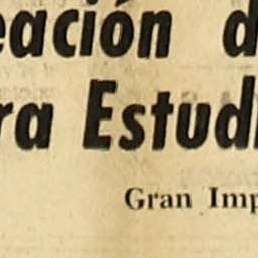 eación d
ra Estud
Gran Imp